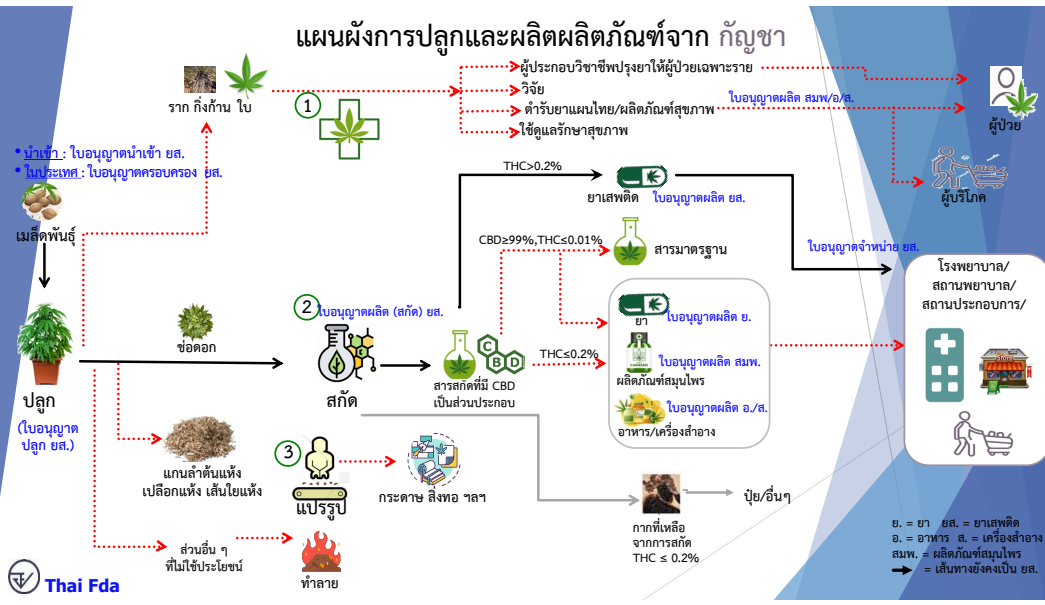 แผนผังการปลูกและผลิตผลิตภัณฑ์จาก กัญชา
ผู้ประกอบวิชาชีพปรุงยาให้ผู้ป่วยเฉพาะราย
วิจัย
ตำรับยาแผนไทย/ผลิตภัณฑ์สุขภาพ
ใช้ดูแลรักษาสุขภาพ
ใบอนุญาตผลิต สมพ/อ/ส.
ผู้ป่วย
ผู้บริโภค
ราก กิ่งก้าน ใบ
1
• นำเข้า : ใบอนุญาตนำเข้า ยส.
• ในประเทศ : ใบอนุญาตครอบครอง ยส.
เมล็ดพันธุ์
THC>0.2%
ยาเสพติด
ใบอนุญาตผลิต ยส.
CBD≥99%,THC≤0.01%
สารมาตรฐาน
ใบอนุญาตจำหน่าย ยส.
โรงพยาบาล/
สถานพยาบาล/
สถานประกอบการ/
Store
ช่อดอก
2
ใบอนุญาตผลิต (สกัด) ยส.
สกัด
CBD
สารสกัดที่มี CBD
เป็นส่วนประกอบ
THC≤0.2%
ยา
ใบอนุญาตผลิต ย.
CANNABIS
ใบอนุญาตผลิต สมพ.
ผลิตภัณฑ์สมุนไพร
ใบอนุญาตผลิต อ./ส.
อาหาร/เครื่องสำอาง
ปลูก
(ใบอนุญาต
ปลูก ยส.)
แกนลำต้นแห้ง
เปลือกแห้ง เส้นใยแห้ง
3
แปรรูป
กระดาษ สิ่งทอ ฯลฯ
กากที่เหลือ
จากการสกัด
THC ≤ 0.2%
ปุ๋ย/อื่นๆ
ส่วนอื่น ๆ
ที่ไม่ใช้ประโยชน์
ทำลาย
ย. = ยา ยส. = ยาเสพติด
อ. = อาหาร ส. = เครื่องสำอาง
สมพ. = ผลิตภัณฑ์สมุนไพร
= เส้นทางยังคงเป็น ยส.
Thai Fda